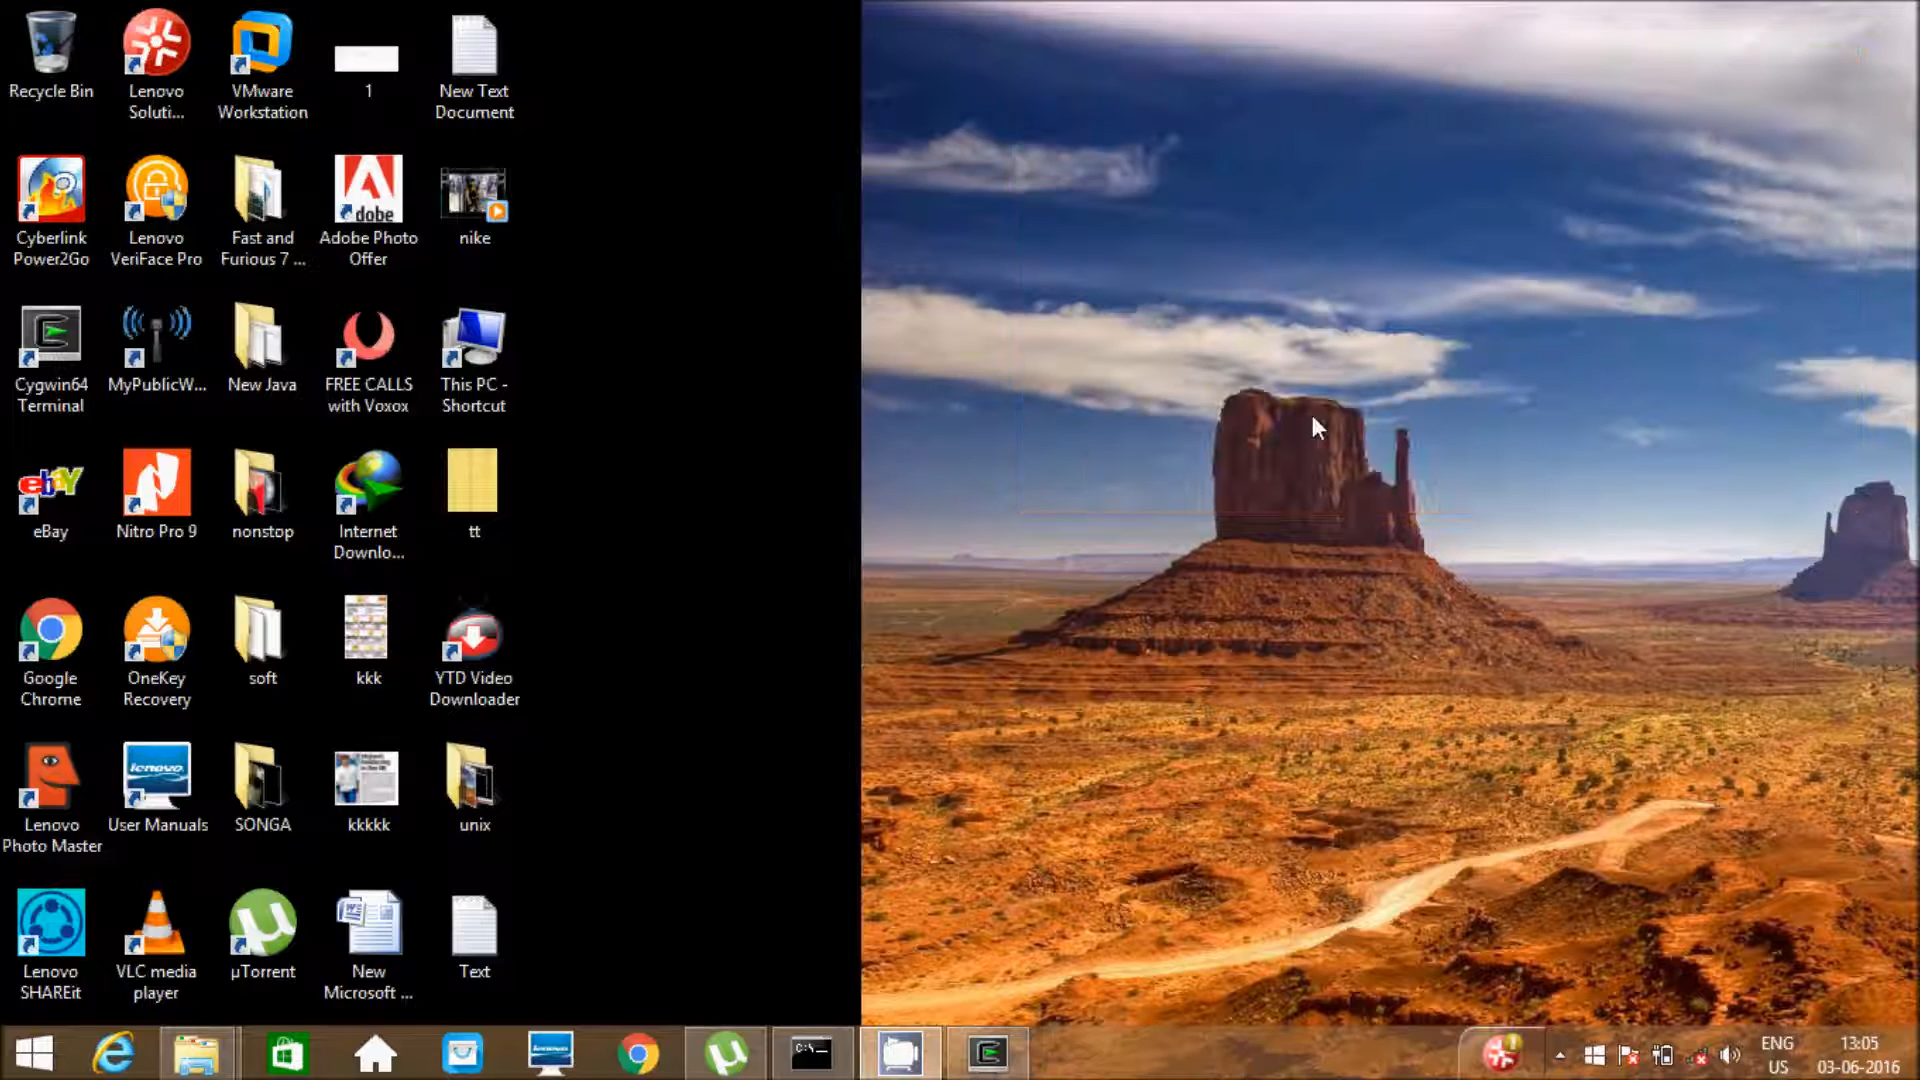 Recycle Bin
Lenovo
Soluti...
VMware
Workstation
1
New Text
Document
Cyberlink
Power2Go
Lenovo
VeriFace Pro
Fast and
Furious 7 ...
Adobe
Adobe Photo
Offer
nike
Cygwin64
Terminal
MyPublicW...
New Java
FREE CALLS
with Voxox
This PC -
Shortcut
ebay
eBay
Nitro Pro 9
nonstop
Internet
Downlo...
tt
Google
Chrome
OneKey
Recovery
soft
kkk
YTD Video
Downloader
Lenovo
Photo Master
lenovo
User Manuals
SONGA
kkkkk
unix
Lenovo
SHAREit
VLC media
player
µTorrent
New
Microsoft ...
Text
C:\
ENG
US
13:05
03-06-2016